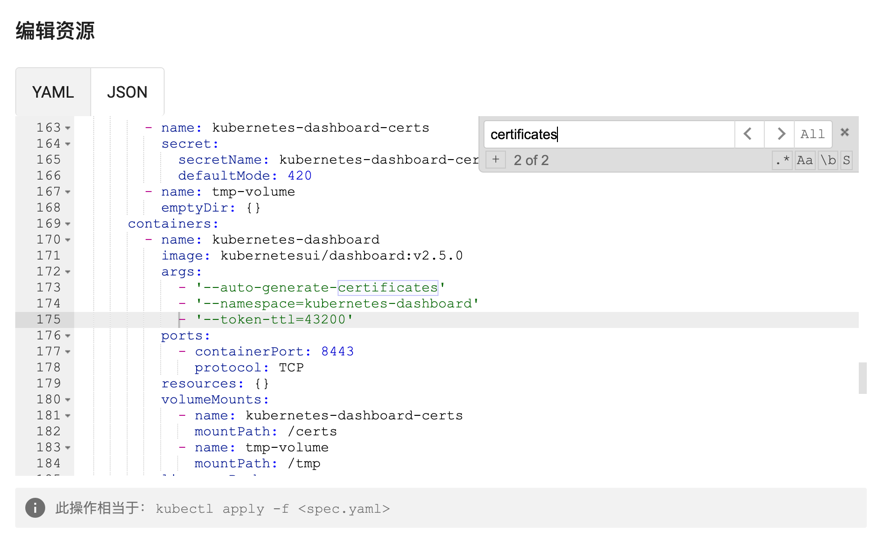 编辑资源
YAML JSON
certificates All ×
+ 2 of 2 .* Aa \b S
163 - name: kubernetes-dashboard-certs
164 secret:
165 secretName: kubernetes-dashboard-cer
166 defaultMode: 420
167 - name: tmp-volume
168 emptyDir: {}
169 containers:
170 - name: kubernetes-dashboard
171 image: kubernetesui/dashboard:v2.5.0
172 args:
173 - '--auto-generate-certificates'
174 - '--namespace=kubernetes-dashboard'
175 - '--token-ttl=43200'
176 ports:
177 - containerPort: 8443
178 protocol: TCP
179 resources: {}
180 volumeMounts:
181 - name: kubernetes-dashboard-certs
182 mountPath: /certs
183 - name: tmp-volume
184 mountPath: /tmp
此操作相当于: kubectl apply -f <spec.yaml>